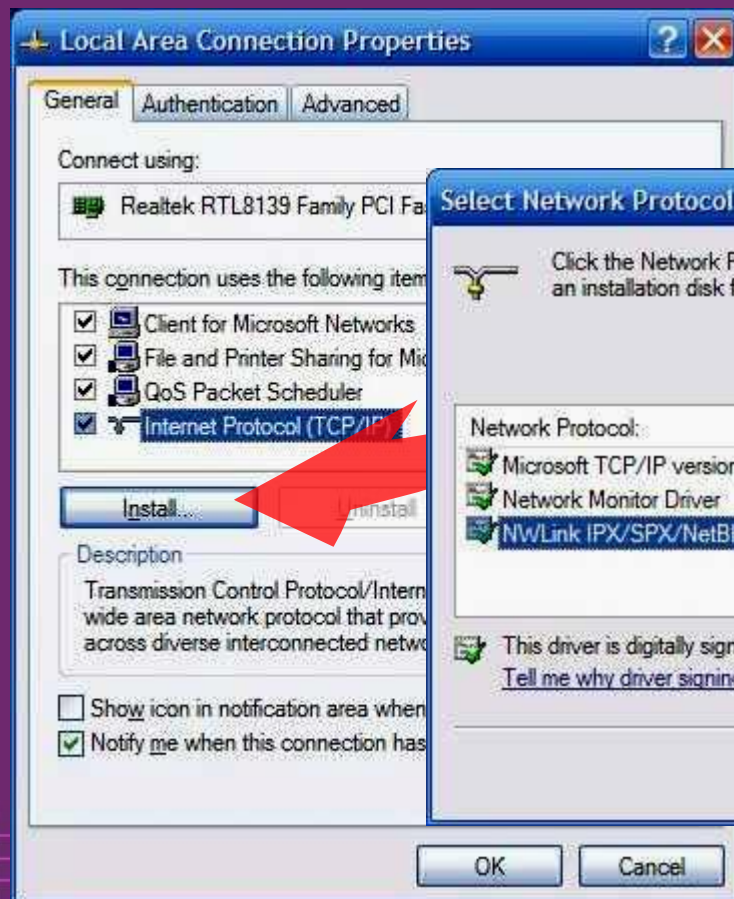 Local Area Connection Properties
General Authentication Advanced
Connect using:
Realtek RTL8139 Family PCI Fa
This connection uses the following item
Client for Microsoft Networks
File and Printer Sharing for Mic
QoS Packet Scheduler
Internet Protocol (TCP/IP)
Install... Uninstall
Description
Transmission Control Protocol/Intern
wide area network protocol that prov
across diverse interconnected netwo
Show icon in notification area when
Notify me when this connection has
OK Cancel
Select Network Protocol
Click the Network P
an installation disk f
Network Protocol:
Microsoft TCP/IP version
Network Monitor Driver
NWLink IPX/SPX/NetBI
This driver is digitally sign
Tell me why driver signing